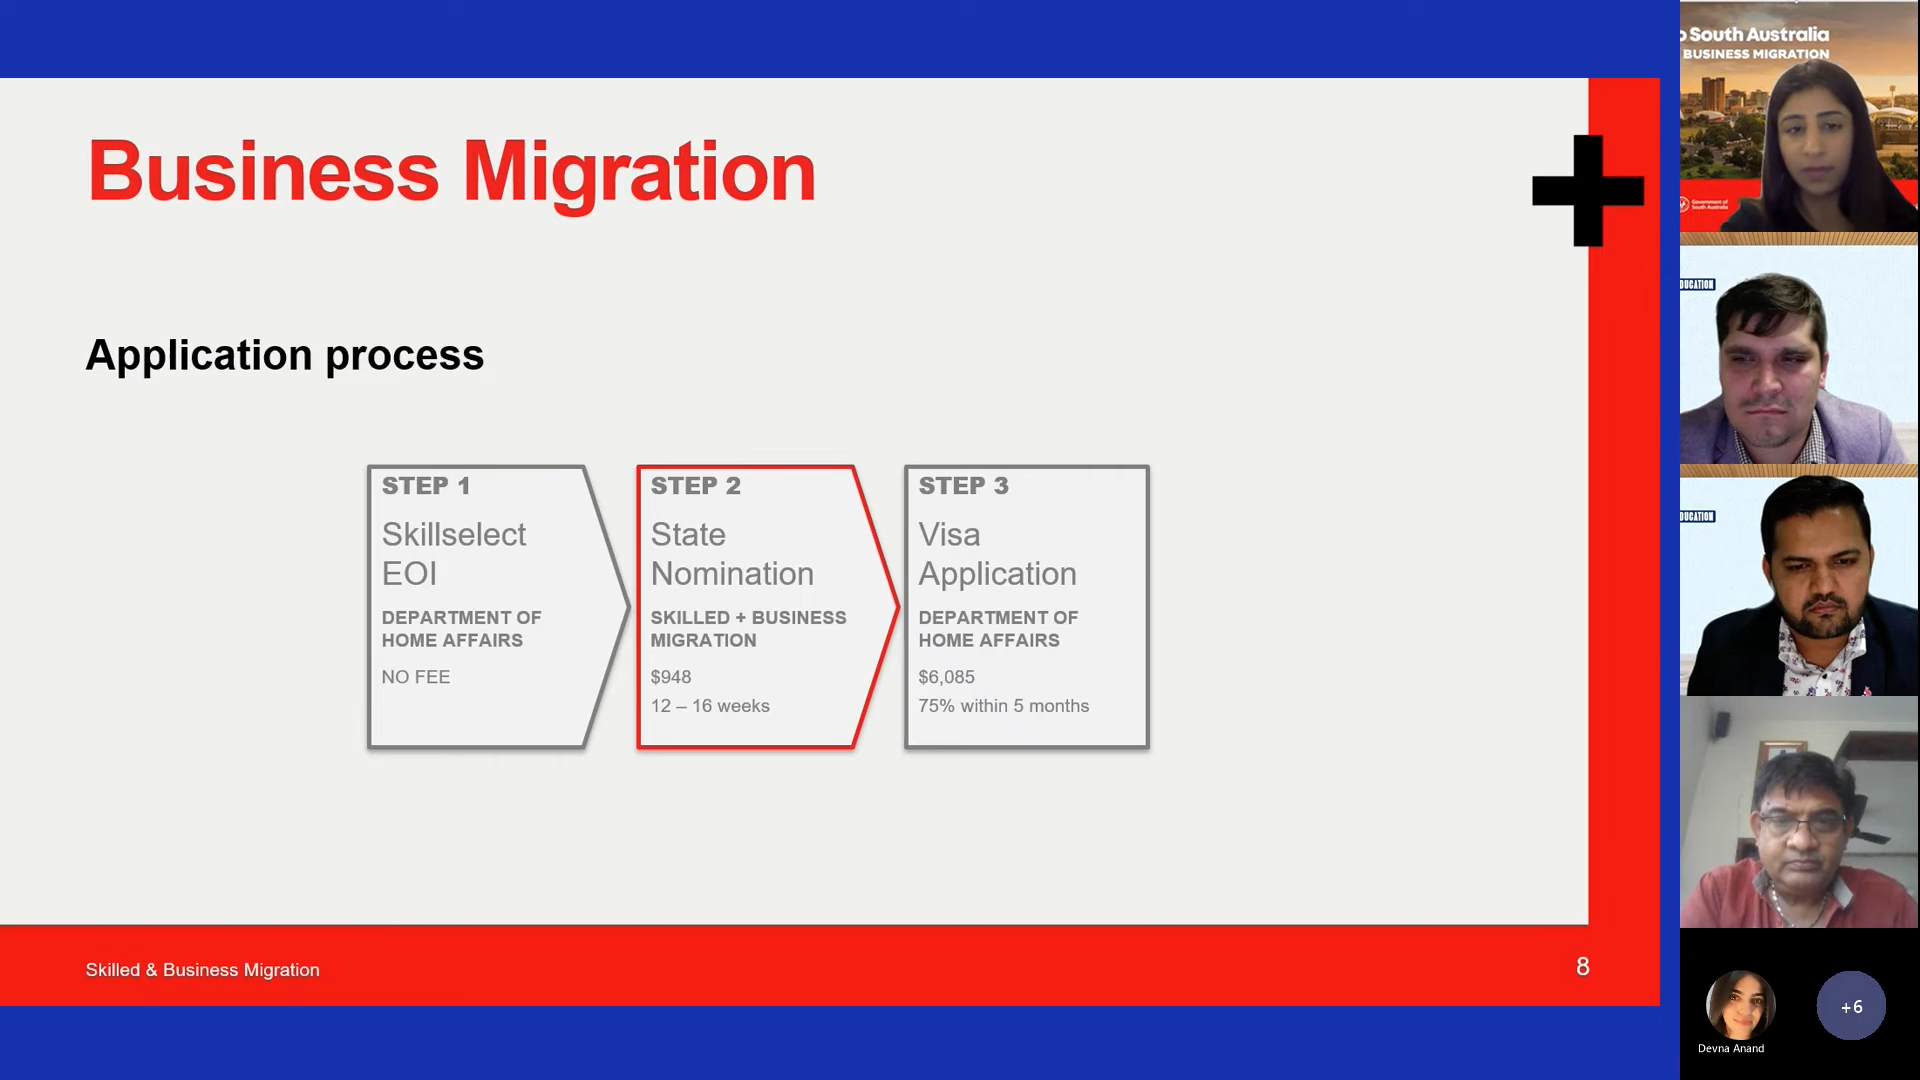 Business Migration
Application process
STEP 1
Skillselect
EOI
DEPARTMENT OF
HOME AFFAIRS
NO FEE
STEP 2
State
Nomination
SKILLED + BUSINESS
MIGRATION
$948
12 – 16 weeks
STEP 3
Visa
Application
DEPARTMENT OF
HOME AFFAIRS
$6,085
75% within 5 months
Skilled & Business Migration
8
South Australia
BUSINESS MIGRATION
Government of
South Australia
DUCATION
DUCATION
+6
Devna Anand